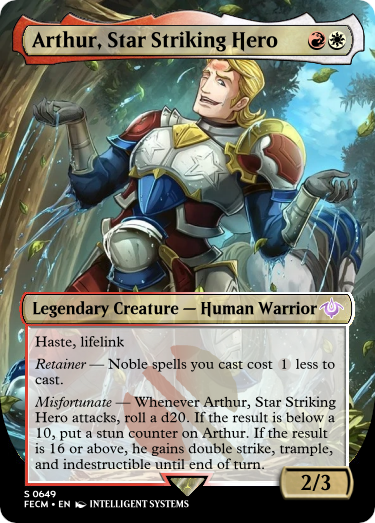 Arthur, Star Striking Hero
Legendary Creature — Human Warrior
Haste, lifelink
Retainer — Noble spells you cast cost 1 less to
cast.
Misfortunate — Whenever Arthur, Star Striking
Hero attacks, roll a d20. If the result is below a
10, put a stun counter on Arthur. If the result
is 16 or above, he gains double strike, trample,
and indestructible until end of turn.
2/3
S 0649
FECM • EN INTELLIGENT SYSTEMS